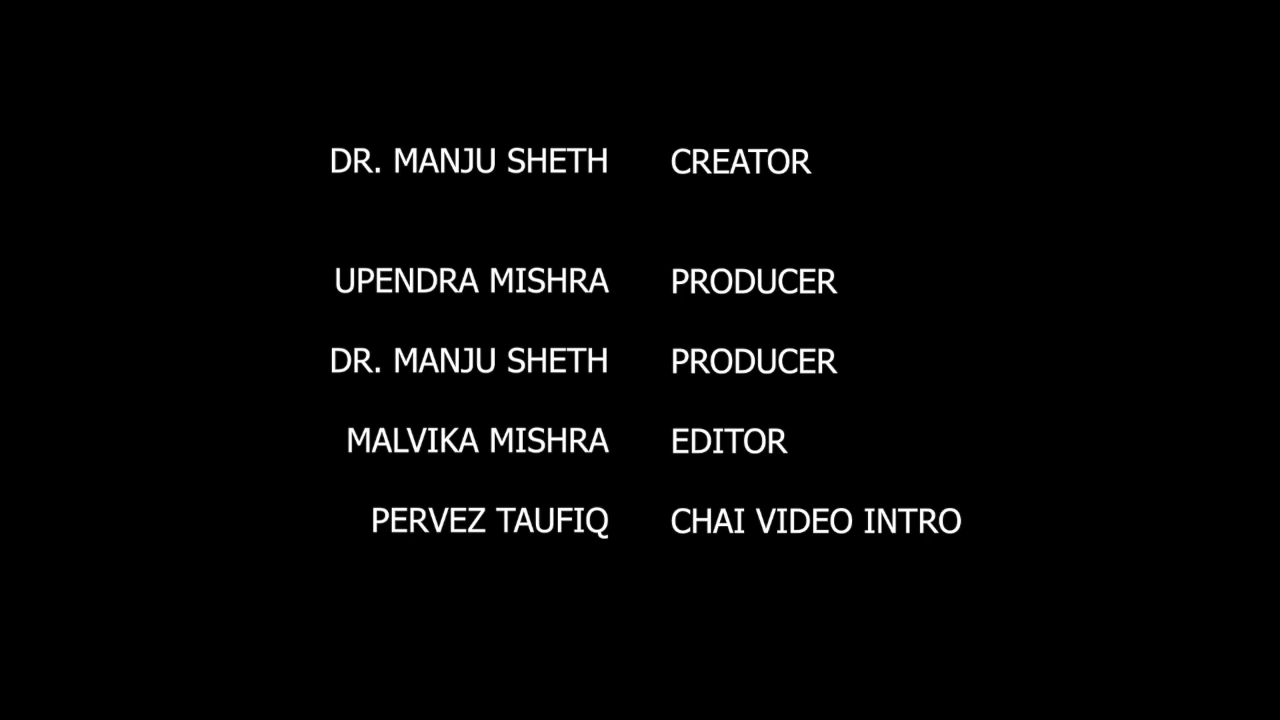 DR. MANJU SHETH CREATOR
UPENDRA MISHRA PRODUCER
DR. MANJU SHETH PRODUCER
MALVIKA MISHRA EDITOR
PERVEZ TAUFIQ CHAI VIDEO INTRO